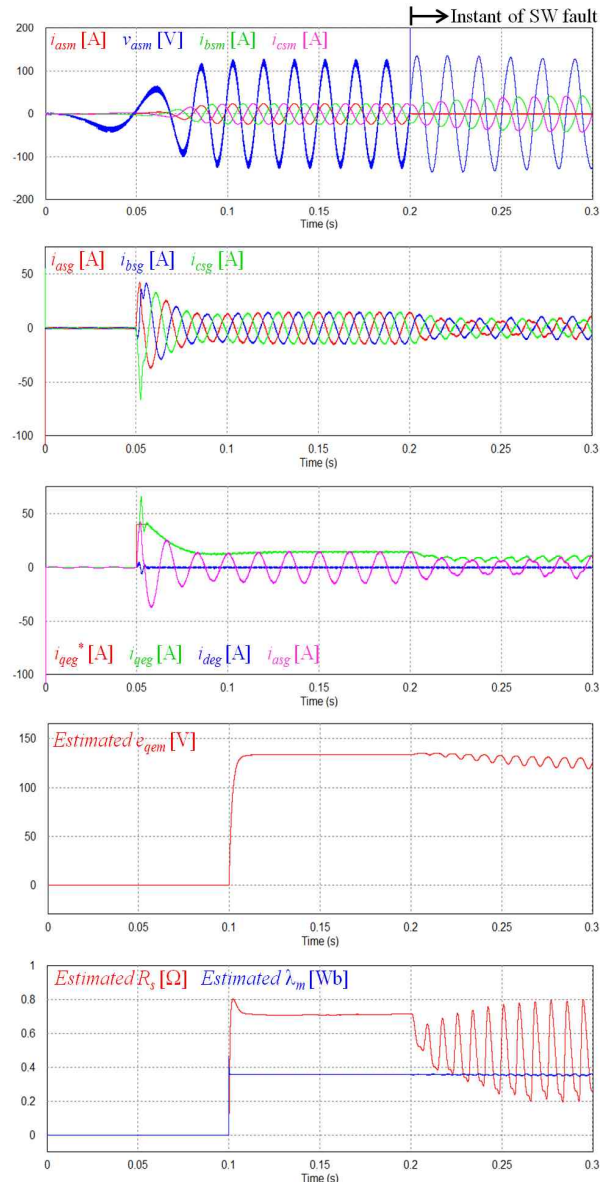 Instant of SW fault
i_asm [A] v_asm [V] i_bsm [A] i_csm [A]
200
100
0
-100
-200
0 0.05 0.1 0.15 0.2 0.25 0.3
Time (s)
i_asg [A] i_bsg [A] i_csg [A]
50
0
-50
-100
0 0.05 0.1 0.15 0.2 0.25 0.3
Time (s)
50
0
-50
i_qeg* [A] i_qeg [A] i_deg [A] i_asg [A]
-100
0 0.05 0.1 0.15 0.2 0.25 0.3
Time (s)
150
Estimated e_qem [V]
100
50
0
0 0.05 0.1 0.15 0.2 0.25 0.3
Time (s)
1
Estimated R_s [Ω] Estimated λ_m [Wb]
0.8
0.6
0.4
0.2
0
0 0.05 0.1 0.15 0.2 0.25 0.3
Time (s)